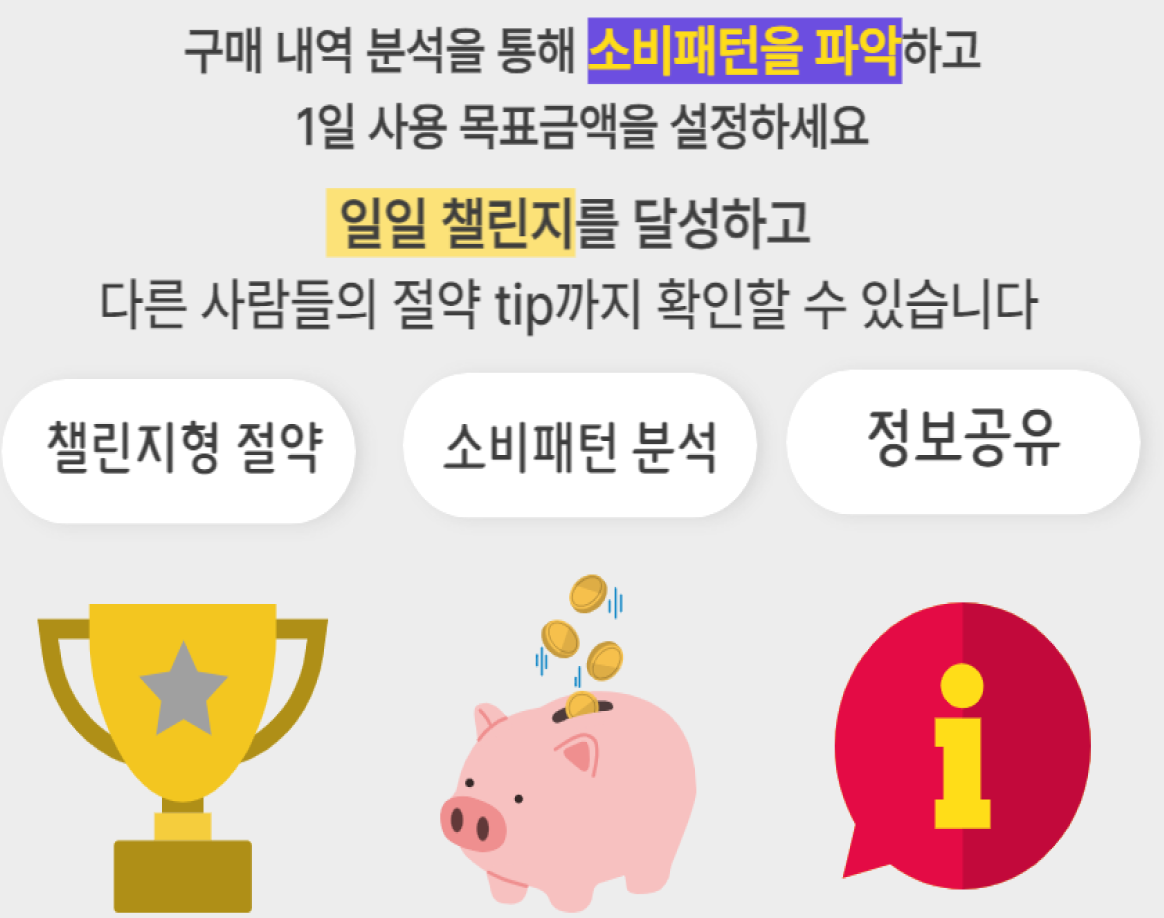 구매 내역 분석을 통해 소비패턴을 파악하고
1일 사용 목표금액을 설정하세요
일일 챌린지를 달성하고
다른 사람들의 절약 tip까지 확인할 수 있습니다
챌린지형 절약
소비패턴 분석
정보공유
i